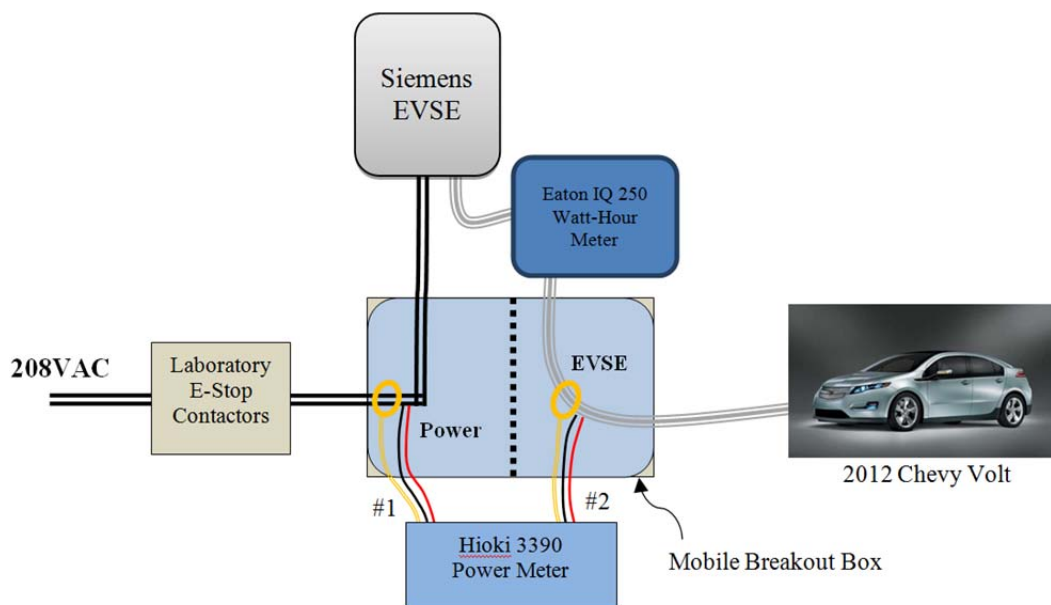 Siemens
EVSE
Eaton IQ 250
Watt-Hour
Meter
208VAC
Laboratory
E-Stop
Contactors
EVSE
Power
2012 Chevy Volt
#1
#2
Hioki 3390
Power Meter
Mobile Breakout Box